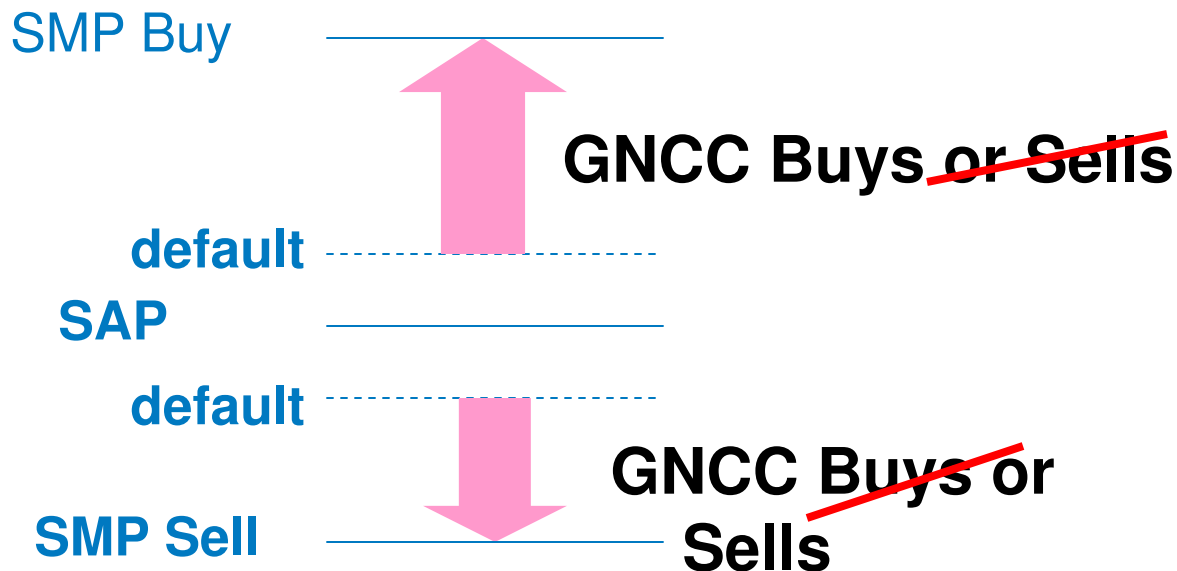 SMP Buy
GNCC Buys or Sells
default
SAP
default
GNCC Buys or
Sells
SMP Sell